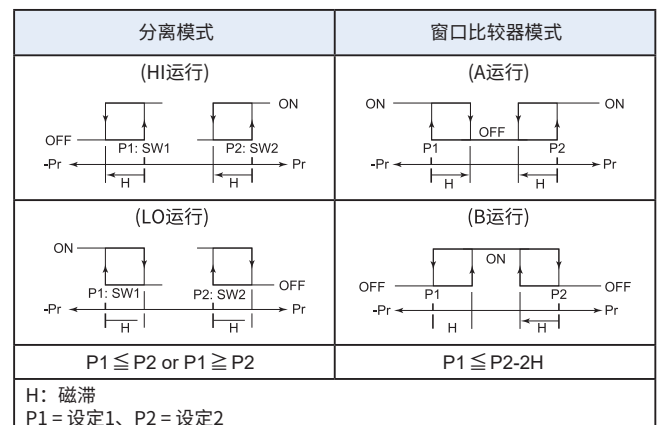 分离模式
窗口比较器模式
(HI运行)
ON
OFF
P1: SW1
P2: SW2
-Pr
Pr
H
H
(A运行)
ON
ON
OFF
P1
P2
-Pr
Pr
H
H
(LO运行)
ON
OFF
P1: SW1
P2: SW2
-Pr
Pr
H
H
(B运行)
ON
OFF
OFF
P1
P2
-Pr
Pr
H
H
P1≦P2 or P1≧P2
P1≦P2-2H
H：磁滞
P1 = 设定1、P2 = 设定2